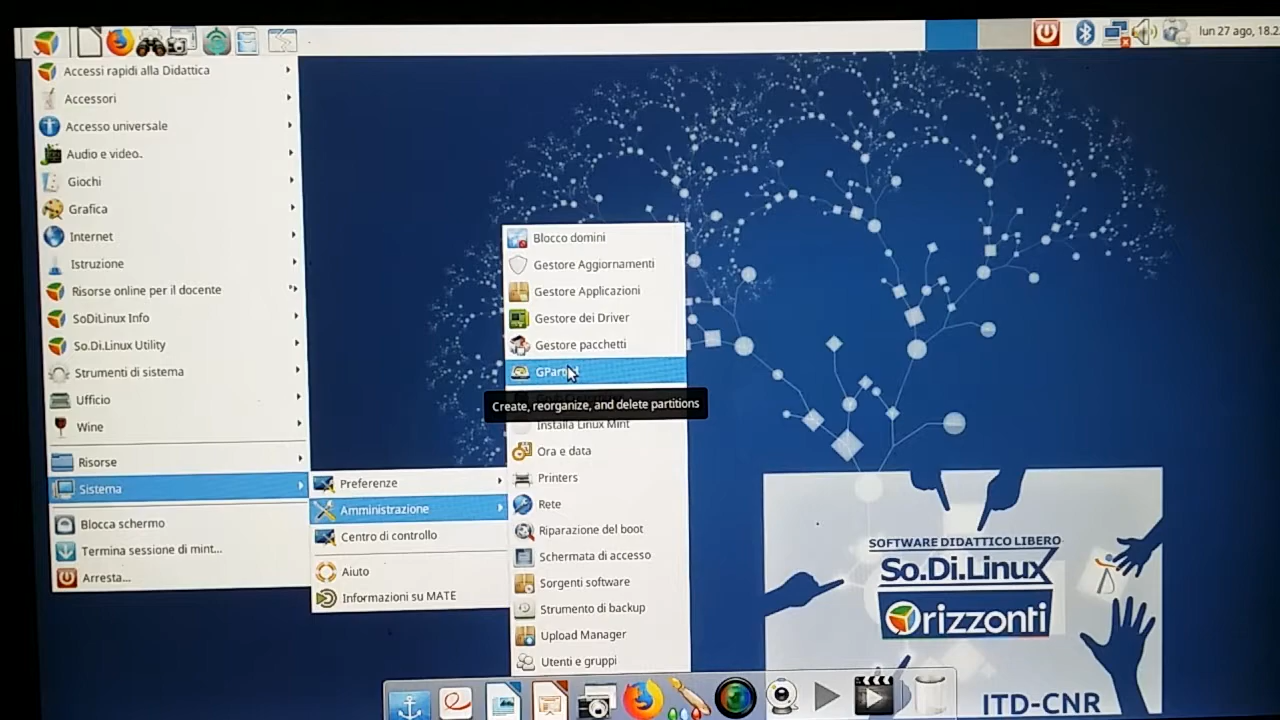 lun 27 ago, 18.2
Accessi rapidi alla Didattica
Accessori
Accesso universale
Audio e video.
Giochi
Grafica
Internet
Istruzione
Risorse online per il docente
SoDiLinux Info
So.Di.Linux Utility
Strumenti di sistema
Ufficio
Wine
Risorse
Sistema
Blocca schermo
Termina sessione di mint...
Arresta...
Preferenze
Amministrazione
Centro di controllo
Aiuto
Informazioni su MATE
Blocco domini
Gestore Aggiornamenti
Gestore Applicazioni
Gestore dei Driver
Gestore pacchetti
GParted
Create, reorganize, and delete partitions
Installa Linux Mint
Ora e data
Printers
Rete
Riparazione del boot
Schermata di accesso
Sorgenti software
Strumento di backup
Upload Manager
Utenti e gruppi
SOFTWARE DIDATTICO LIBERO
So.Di.Linux
Orizzonti
ITD-CNR